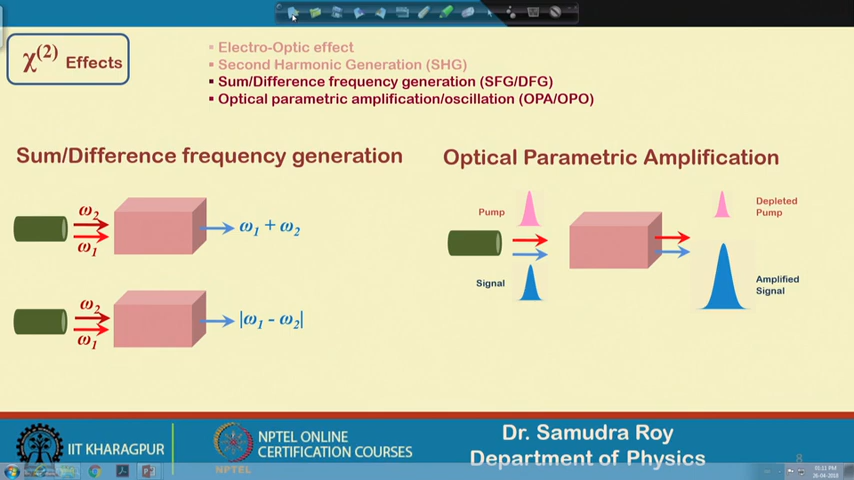 χ(2) Effects
▪ Electro-Optic effect
▪ Second Harmonic Generation (SHG)
▪ Sum/Difference frequency generation (SFG/DFG)
▪ Optical parametric amplification/oscillation (OPA/OPO)
Sum/Difference frequency generation
ω2
ω1
ω1 + ω2
ω2
ω1
|ω1 - ω2|
Optical Parametric Amplification
Pump
Signal
Depleted
Pump
Amplified
Signal
IIT KHARAGPUR
NPTEL
NPTEL ONLINE
CERTIFICATION COURSES
Dr. Samudra Roy
Department of Physics
8